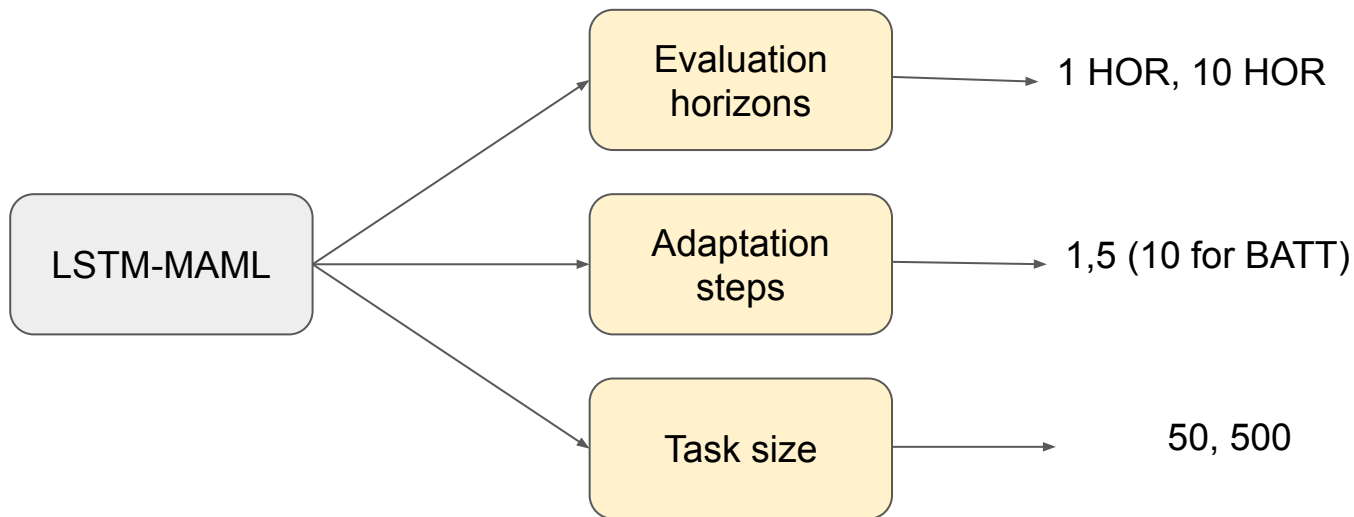 Evaluation
horizons
1 HOR, 10 HOR
LSTM-MAML
Adaptation
steps
1,5 (10 for BATT)
Task size
50, 500